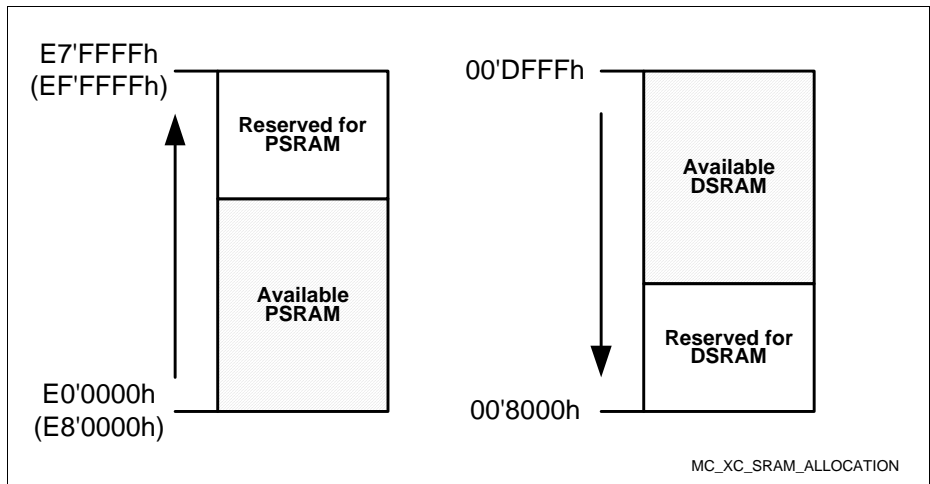 E7'FFFFh
(EF'FFFFh)
Reserved for
PSRAM
Available
PSRAM
E0'0000h
(E8'0000h)
00'DFFFh
Available
DSRAM
Reserved for
DSRAM
00'8000h
MC_XC_SRAM_ALLOCATION